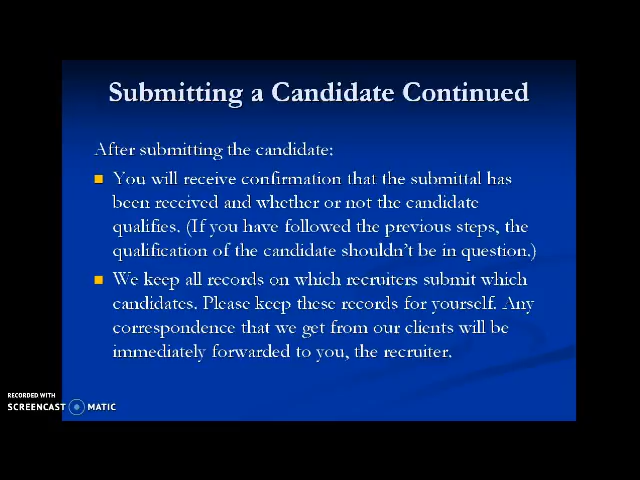 Submitting a Candidate Continued
After submitting the candidate:
You will receive confirmation that the submittal has
been received and whether or not the candidate
qualifies. (If you have followed the previous steps, the
qualification of the candidate shouldn't be in question.)
We keep all records on which recruiters submit which
candidates. Please keep these records for yourself. Any
correspondence that we get from our clients will be
immediately forwarded to you, the recruiter.
RECORDED WITH
SCREENCAST MATIC